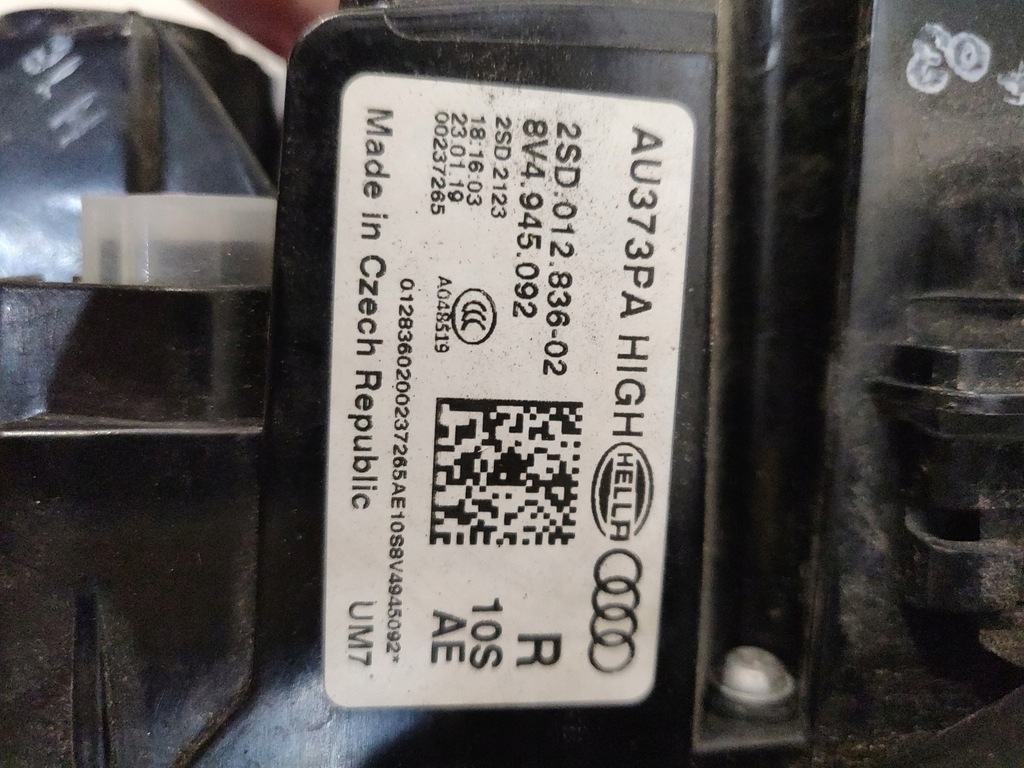 AU373PA HIGH HELLA
2SD.012.836-02
8V4.945.092
R
2SD.2123
10S
18:16:03
CCC
AE
23.01.19
A048519
00237265
0128360200237265AE10S8V4945092*
Made in Czech Republic
UM7